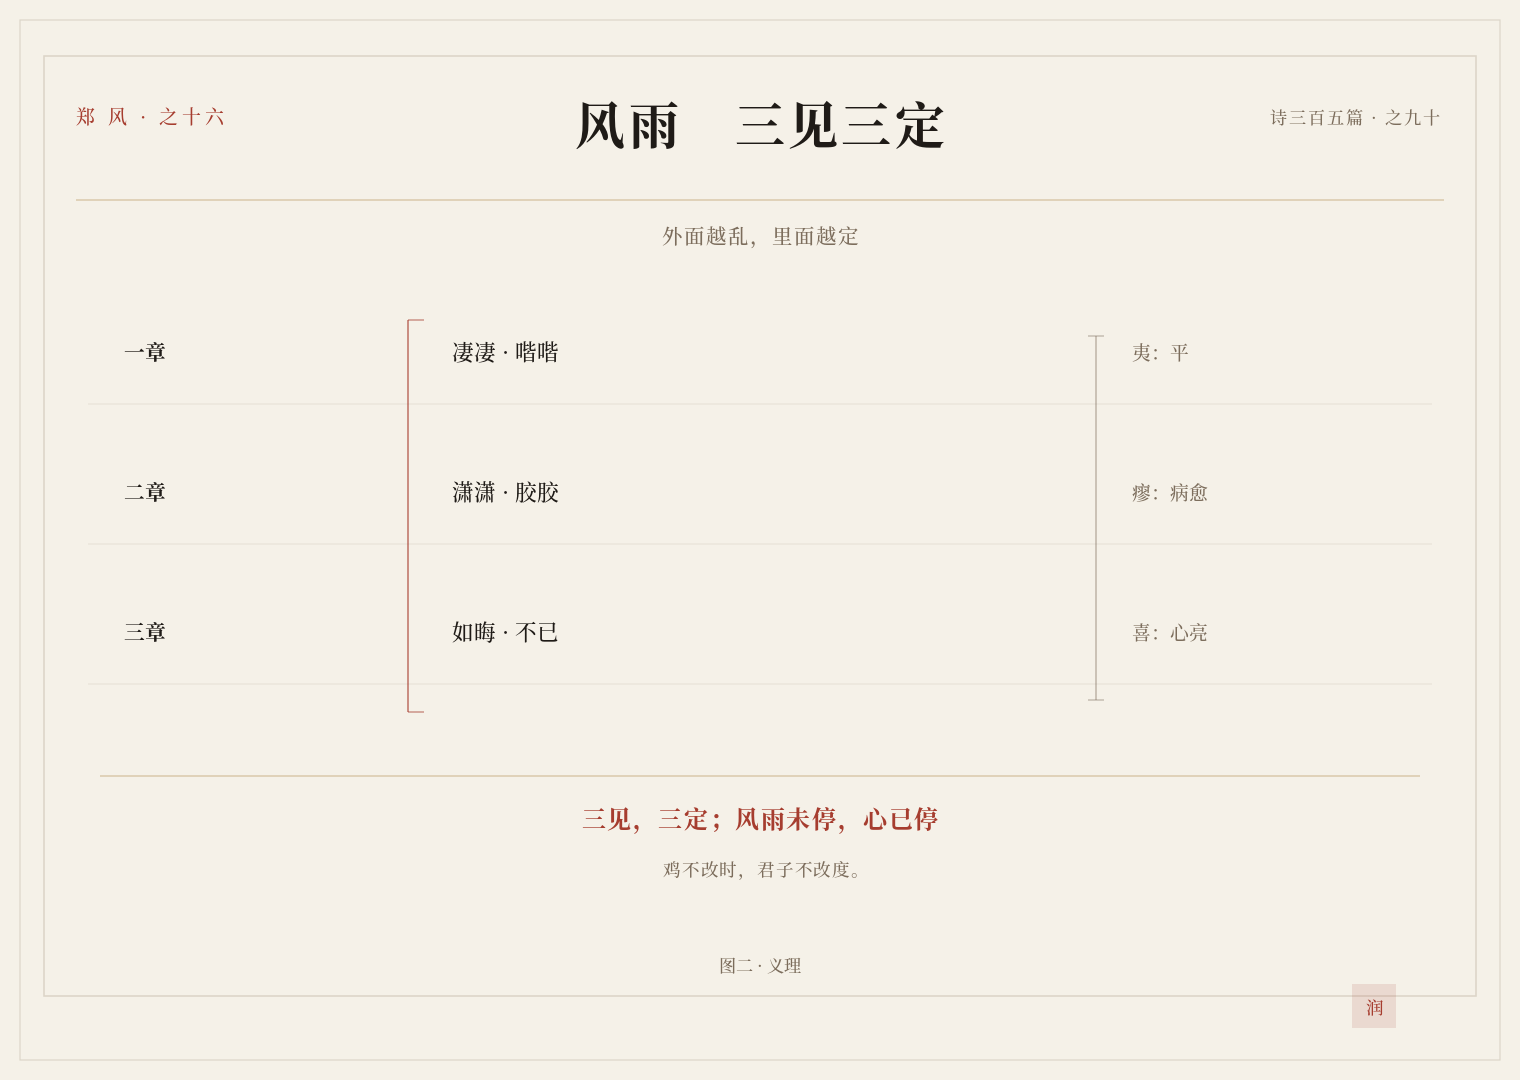 郑风·之十六
风雨　三见三定
诗三百五篇·之九十
外面越乱，里面越定
一章 凄凄·喈喈 夷：平
二章 潇潇·胶胶 瘳：病愈
三章 如晦·不已 喜：心亮
三见，三定；风雨未停，心已停
鸡不改时，君子不改度。
图二·义理
润